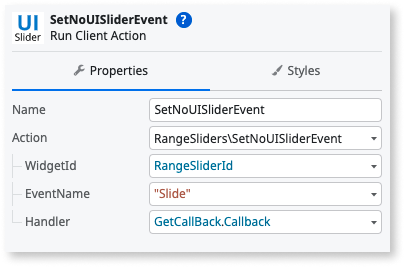 UI
Slider
SetNoUISliderEvent ?
Run Client Action
Properties
Styles
Name SetNoUISliderEvent
Action RangeSliders\SetNoUISliderEvent
WidgetId RangeSliderId
EventName "Slide"
Handler GetCallBack.Callback